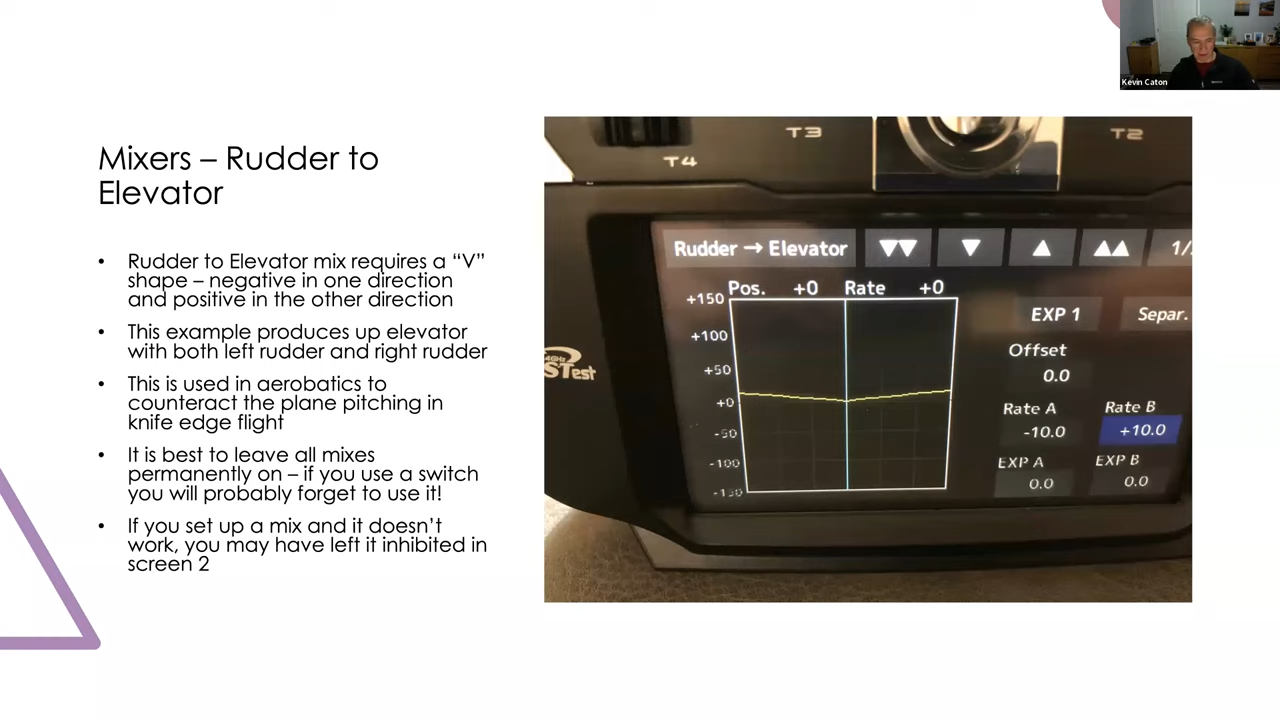 Kevin Caton
Mixers – Rudder to
Elevator
• Rudder to Elevator mix requires a “V”
shape – negative in one direction
and positive in the other direction
• This example produces up elevator
with both left rudder and right rudder
• This is used in aerobatics to
counteract the plane pitching in
knife edge flight
• It is best to leave all mixes
permanently on – if you use a switch
you will probably forget to use it!
• If you set up a mix and it doesn’t
work, you may have left it inhibited in
screen 2
T3
T2
T4
Rudder → Elevator ▼▼ ▼ ▲ ▲▲ 1/
Pos. +0 Rate +0
+150
+100
+50
+0
-50
-100
-150
EXP 1 Separ.
Offset
0.0
Rate A Rate B
-10.0 +10.0
EXP A EXP B
0.0 0.0
STest